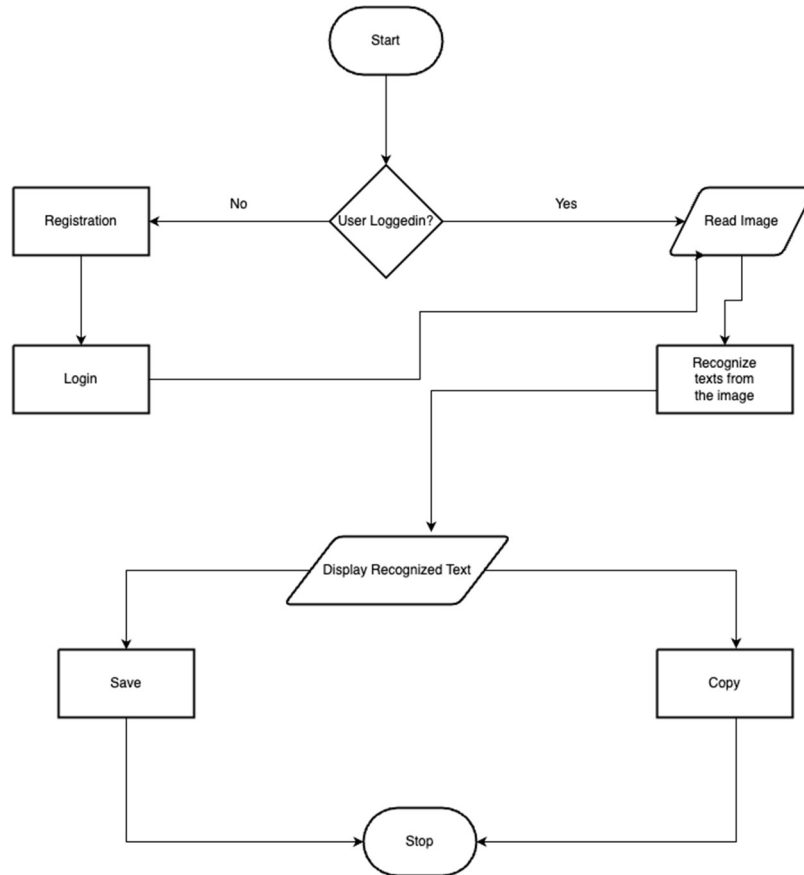 Start
Registration
No
User Loggedin?
Yes
Read Image
Login
Recognize
texts from
the image
Display Recognized Text
Save
Copy
Stop